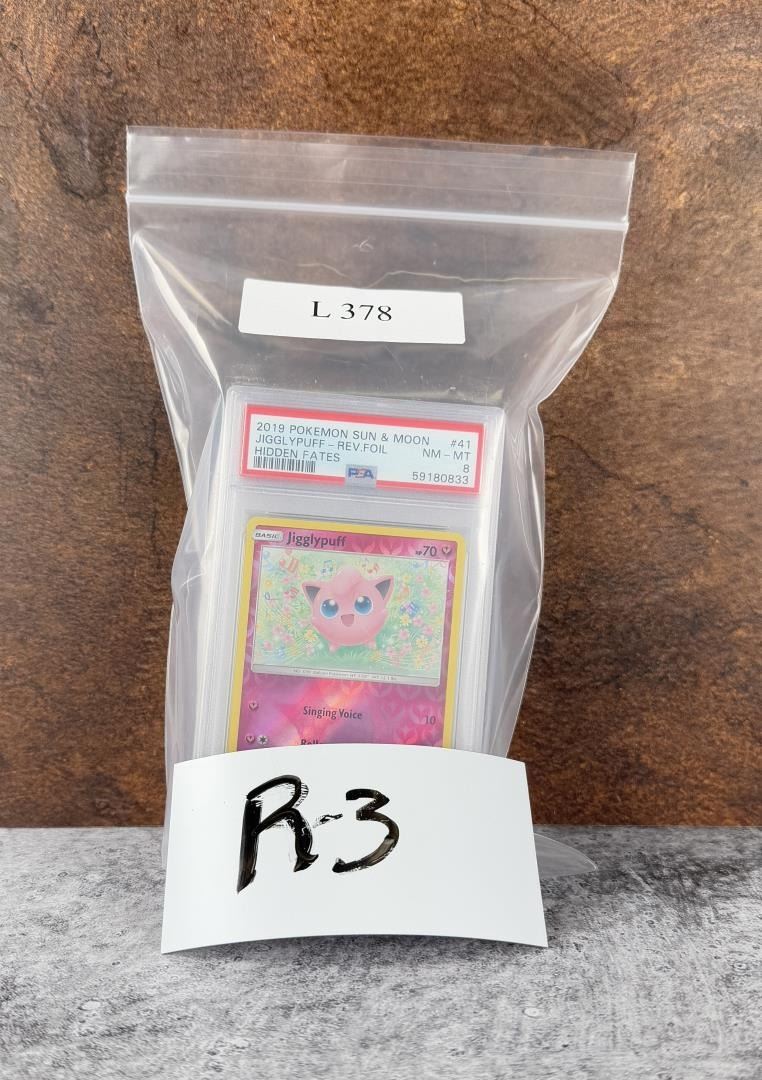 L 378
2019 POKEMON SUN & MOON #41
JIGGLYPUFF - REV.FOIL NM - MT
HIDDEN FATES 8
PSA 59180833
BASIC Jigglypuff HP70
Singing Voice 10
R-3